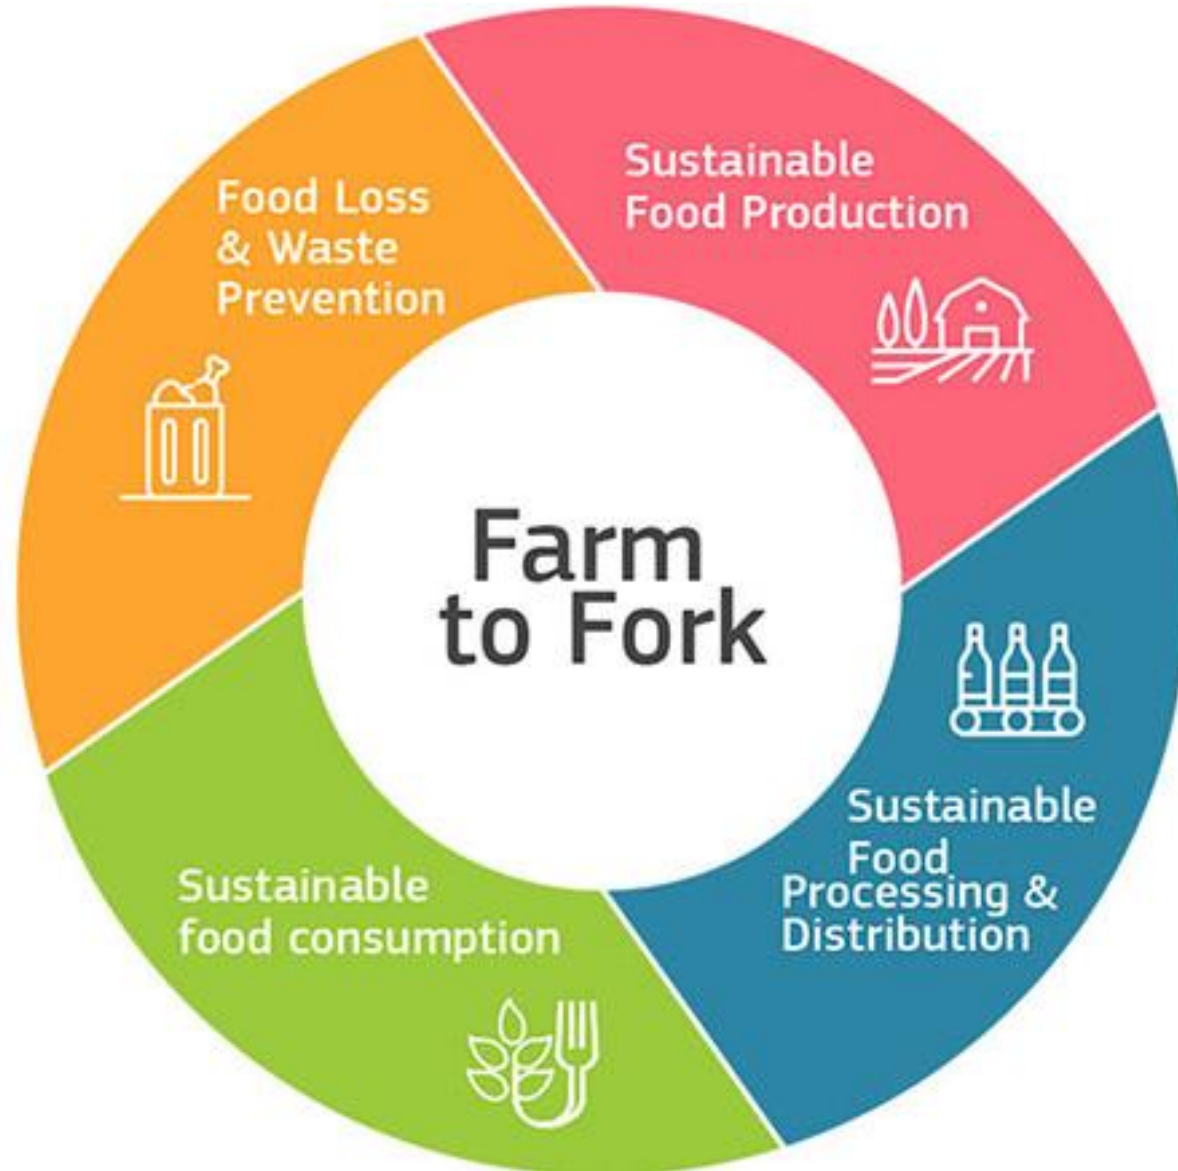 Sustainable
Food Production
Food Loss
& Waste
Prevention
Farm
to Fork
Sustainable
Food
Processing &
Distribution
Sustainable
food consumption